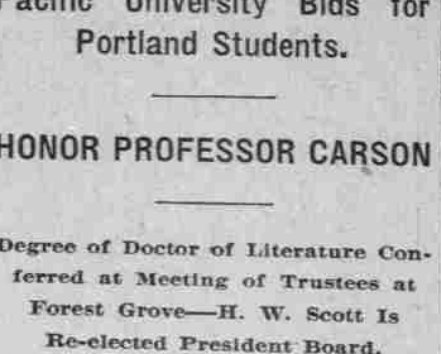 Pacific University Bids for
Portland Students.
HONOR PROFESSOR CARSON
Degree of Doctor of Literature Con-
ferred at Meeting of Trustees at
Forest Grove—H. W. Scott Is
Re-elected President Board.